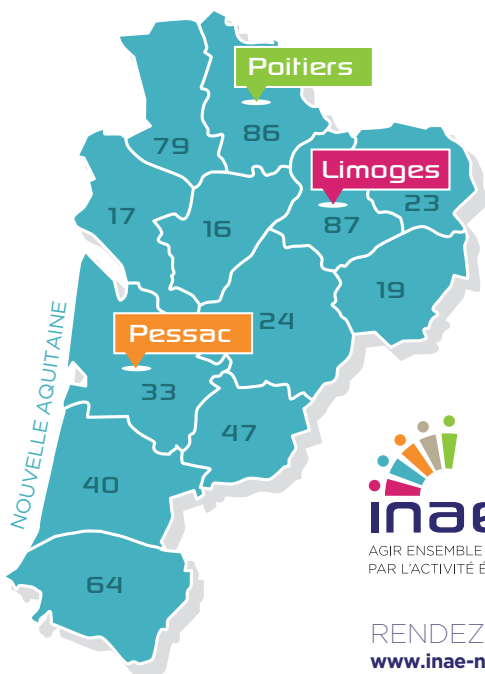 Poitiers
86
79
Limoges
23
17
16
87
19
24
Pessac
33
NOUVELLE AQUITAINE
47
40
64
inae
AGIR ENSEMBLE
PAR L'ACTIVITÉ É
RENDEZ
www.inae-n